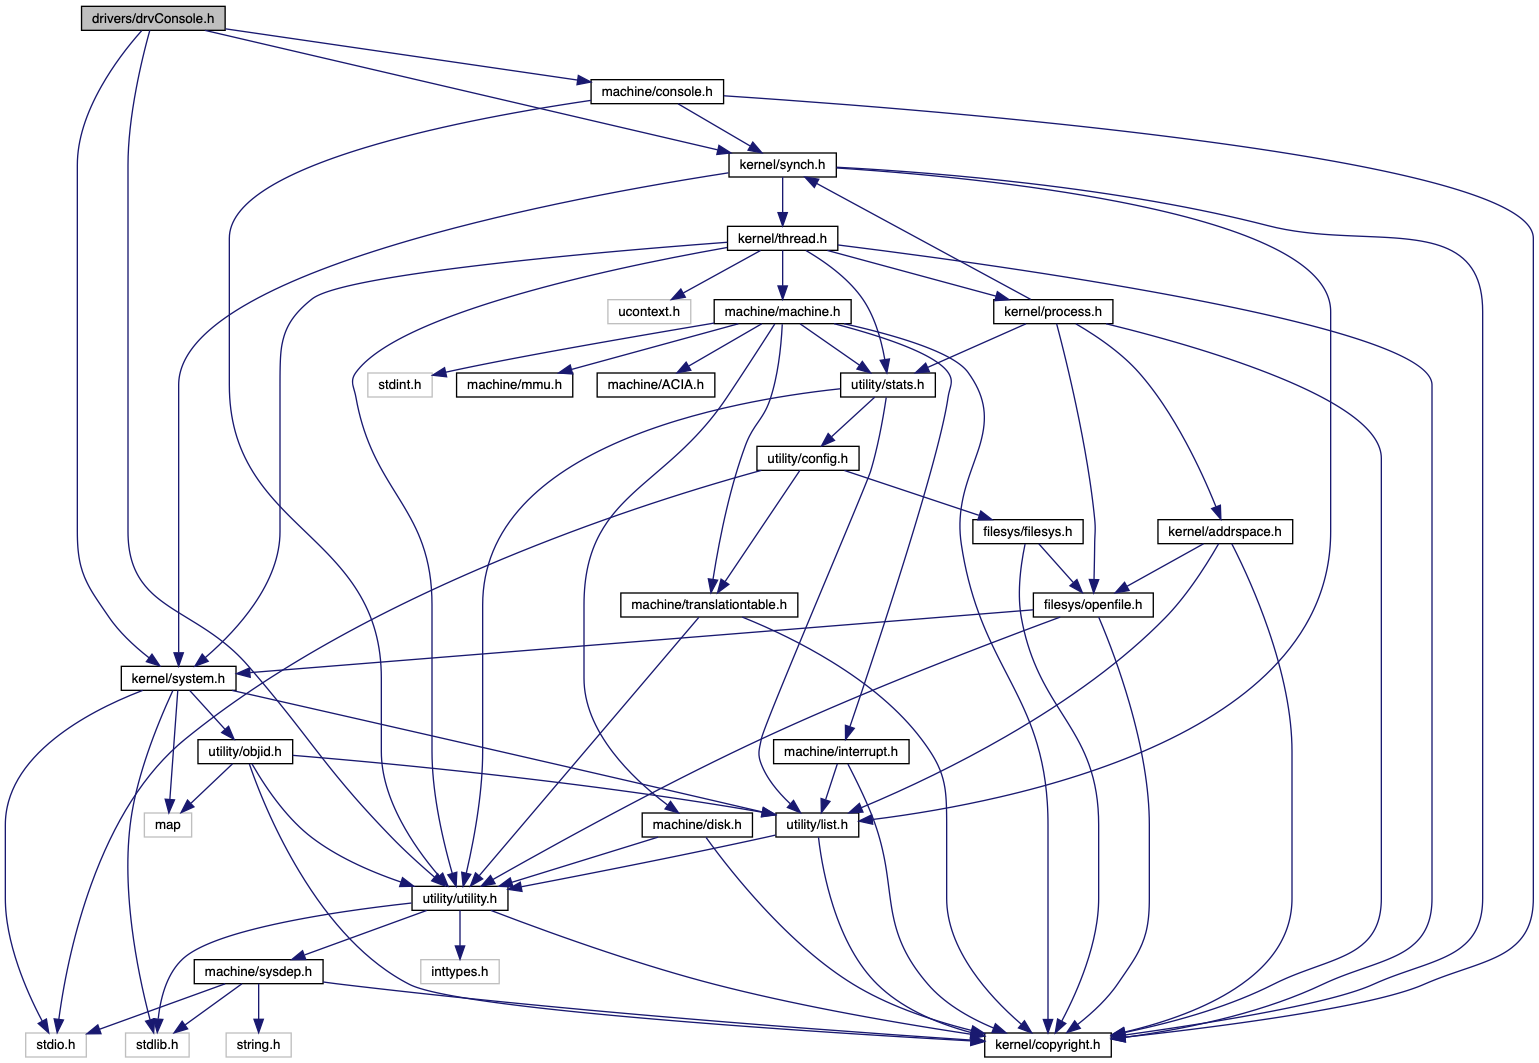 drivers/drvConsole.h
machine/console.h
kernel/synch.h
kernel/thread.h
ucontext.h
machine/machine.h
kernel/process.h
stdint.h
machine/mmu.h
machine/ACIA.h
utility/stats.h
utility/config.h
filesys/filesys.h
kernel/addrspace.h
machine/translationtable.h
filesys/openfile.h
kernel/system.h
utility/objid.h
machine/interrupt.h
map
machine/disk.h
utility/list.h
utility/utility.h
machine/sysdep.h
inttypes.h
stdio.h
stdlib.h
string.h
kernel/copyright.h